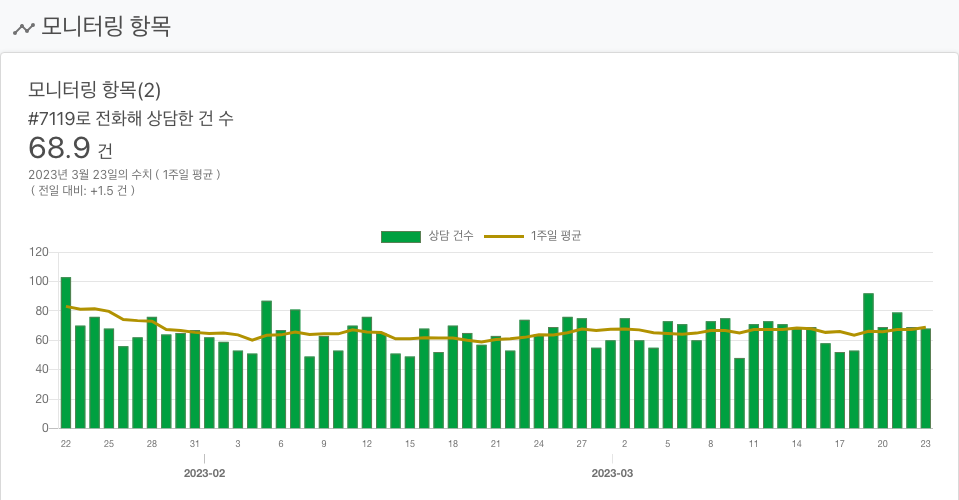 모니터링 항목
모니터링 항목(2)
#7119로 전화해 상담한 건 수
68.9 건
2023년 3월 23일의 수치 ( 1주일 평균 )
( 전일 대비: +1.5 건 )
상담 건수 1주일 평균
120
100
80
60
40
20
0
22 25 28 31 3 6 9 12 15 18 21 24 27 2 5 8 11 14 17 20 23
2023-02 2023-03